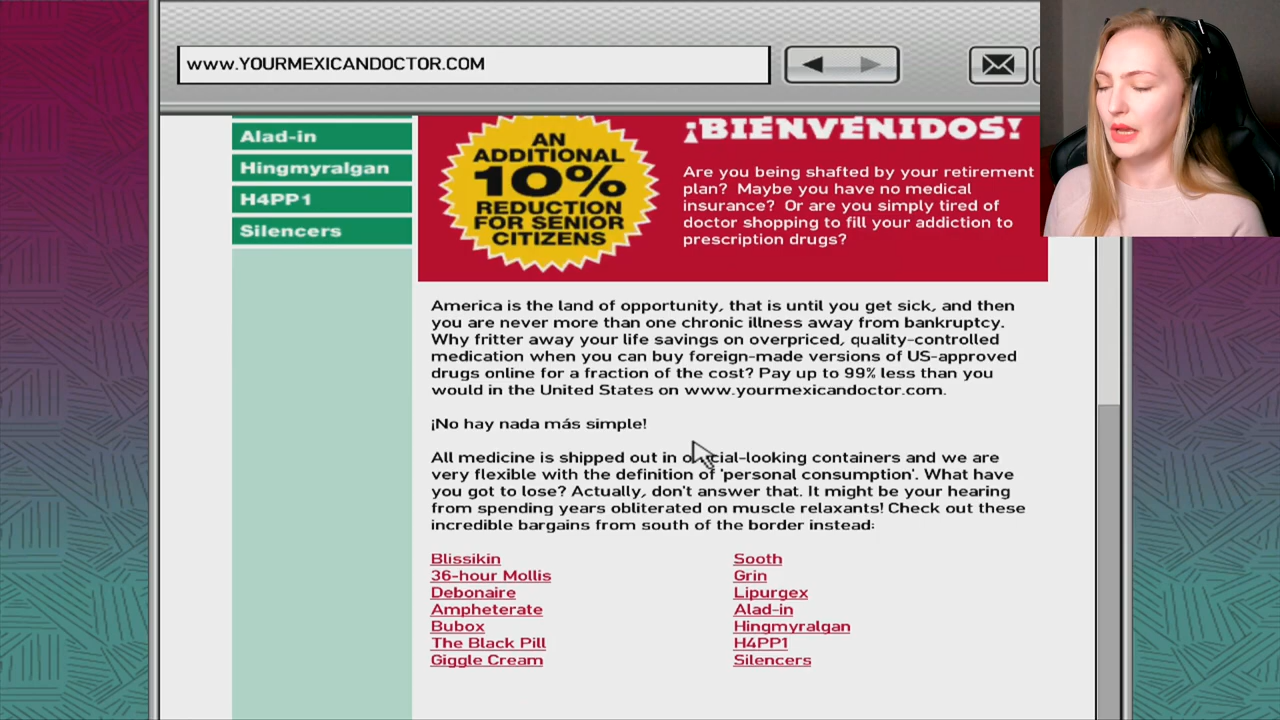 www.YOURMEXICANDOCTOR.COM
Alad-in
Hingmyralgan
H4PP1
Silencers
AN
ADDITIONAL
10%
REDUCTION
FOR SENIOR
CITIZENS
¡BIENVENIDOS!
Are you being shafted by your retirement
plan? Maybe you have no medical
insurance? Or are you simply tired of
doctor shopping to fill your addiction to
prescription drugs?
America is the land of opportunity, that is until you get sick, and then
you are never more than one chronic illness away from bankruptcy.
Why fritter away your life savings on overpriced, quality-controlled
medication when you can buy foreign-made versions of US-approved
drugs online for a fraction of the cost? Pay up to 99% less than you
would in the United States on www.yourmexicandoctor.com.
¡No hay nada más simple!
All medicine is shipped out in official-looking containers and we are
very flexible with the definition of 'personal consumption'. What have
you got to lose? Actually, don't answer that. It might be your hearing
from spending years obliterated on muscle relaxants! Check out these
incredible bargains from south of the border instead:
Blissikin
36-hour Mollis
Debonaire
Ampheterate
Bubox
The Black Pill
Giggle Cream
Sooth
Grin
Lipurgex
Alad-in
Hingmyralgan
H4PP1
Silencers